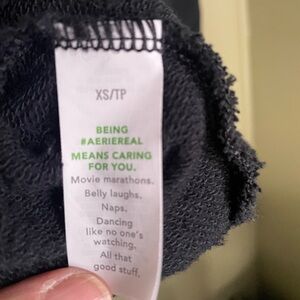 XS/TP
BEING
#AERIEREAL
MEANS CARING
FOR YOU.
Movie marathons.
Belly laughs.
Naps.
Dancing
like no one's
watching.
All that
good stuff.